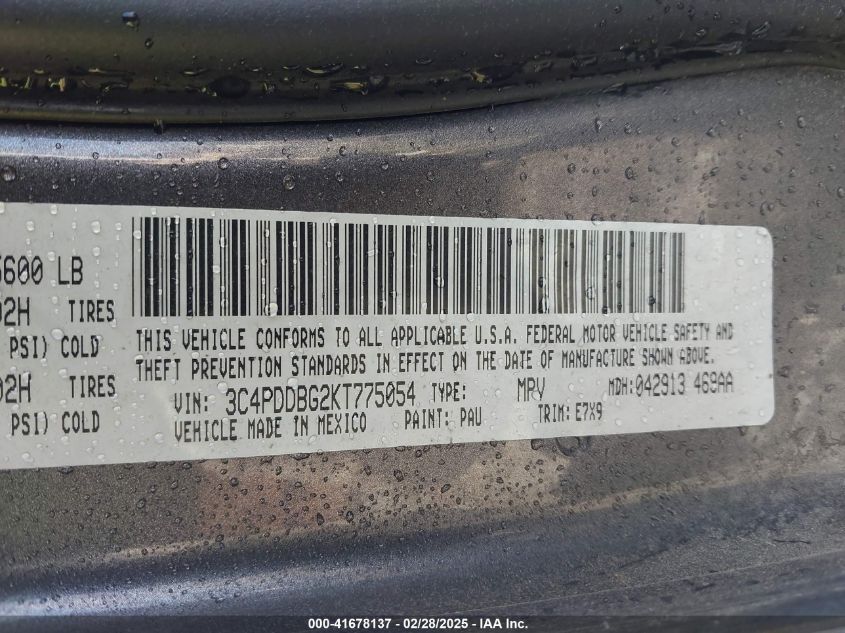 5600 LB
02H TIRES
PSI) COLD
02H TIRES
PSI) COLD
THIS VEHICLE CONFORMS TO ALL APPLICABLE U.S.A. FEDERAL MOTOR VEHICLE SAFETY AND
THEFT PREVENTION STANDARDS IN EFFECT ON THE DATE OF MANUFACTURE SHOWN ABOVE.
VIN: 3C4PDDBG2KT775054 TYPE: MPV MDH:042913 469AA
VEHICLE MADE IN MEXICO PAINT: PAU TRIM: E7X9
000-41678137 - 02/28/2025 - IAA Inc.